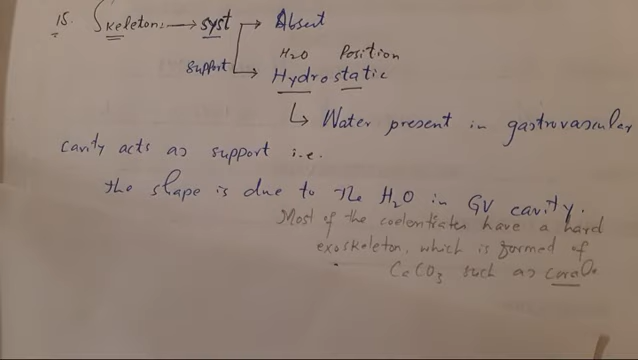 15. Skeleton: → syst → Absent
H2O Position
support → Hydrostatic
↳ Water present in gastrovascular
cavity acts as support i.e.
the shape is due to the H2O in GV cavity.
Most of the coelentrates have a hard
exoskeleton, which is formed of
CaCO3 such as coral.